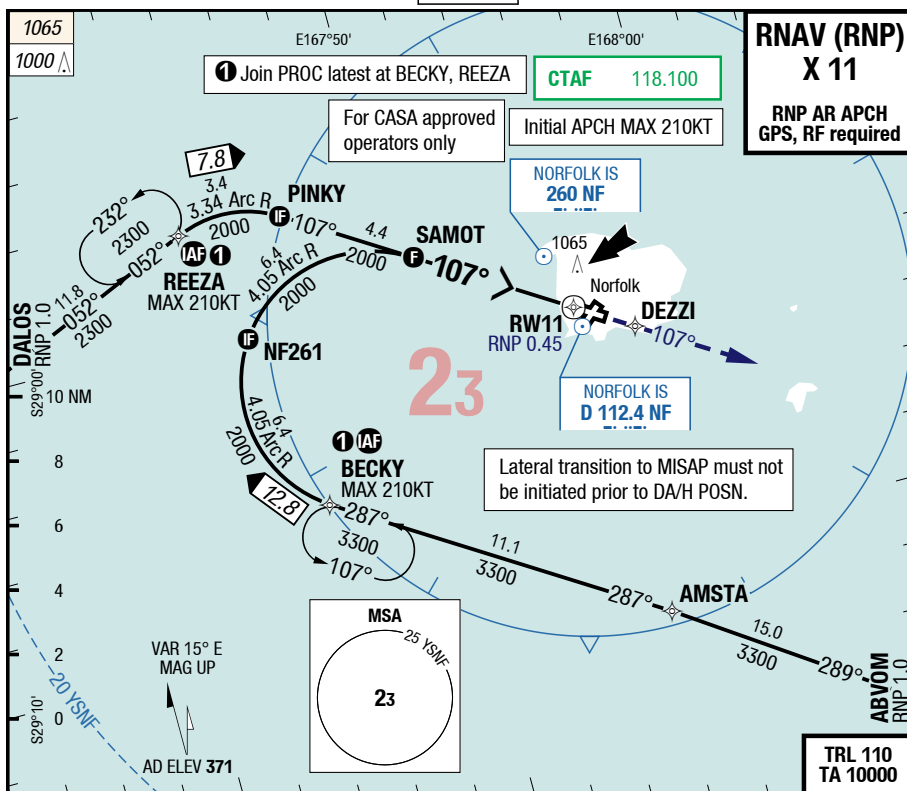 1065
1000
E167°50'
E168°00'
RNAV (RNP)
X 11
RNP AR APCH
GPS, RF required
1 Join PROC latest at BECKY, REEZA
CTAF 118.100
For CASA approved
operators only
Initial APCH MAX 210KT
NORFOLK IS
260 NF
7.8
3.4
3.34 Arc R
2000
PINKY
IF
107°
4.4
2000
SAMOT
F
107°
232°
2300
052°
IAF 1
REEZA
MAX 210KT
6.4
4.05 Arc R
2000
1065
Norfolk
RW11
RNP 0.45
DEZZI
107°
DALOS
RNP 1.0
11.8
052°
2300
IF
NF261
S29°00'
10 NM
23
NORFOLK IS
D 112.4 NF
6.4
4.05 Arc R
2000
8
1 IAF
BECKY
MAX 210KT
Lateral transition to MISAP must not
be initiated prior to DA/H POSN.
12.8
287°
3300
107°
6
11.1
3300
287°
AMSTA
4
15.0
3300
289°
ABVOM
RNP 1.0
MSA
25 YSNF
23
2
VAR 15° E
MAG UP
20 YSNF
S29°10'
0
AD ELEV 371
TRL 110
TA 10000